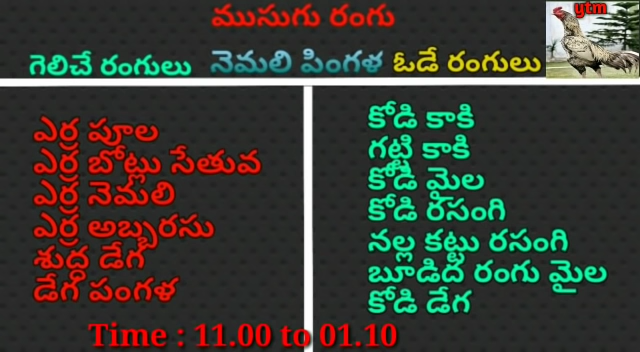 ముసుగు రంగు
ytm
గెలిచే రంగులు నెమలి పింగళ ఓడే రంగులు
ఎర్ర పూల
ఎర్ర బోట్లు సేతువ
ఎర్ర నెమలి
ఎర్ర అబ్బరసు
శుద్ధ డేగ
డేగ పంగళ
కోడి కాకి
గట్టి కాకి
కోడి మైల
కోడి రసంగి
నల్ల కట్టు రసంగి
బూడిద రంగు మైల
కోడి డేగ
Time : 11.00 to 01.10